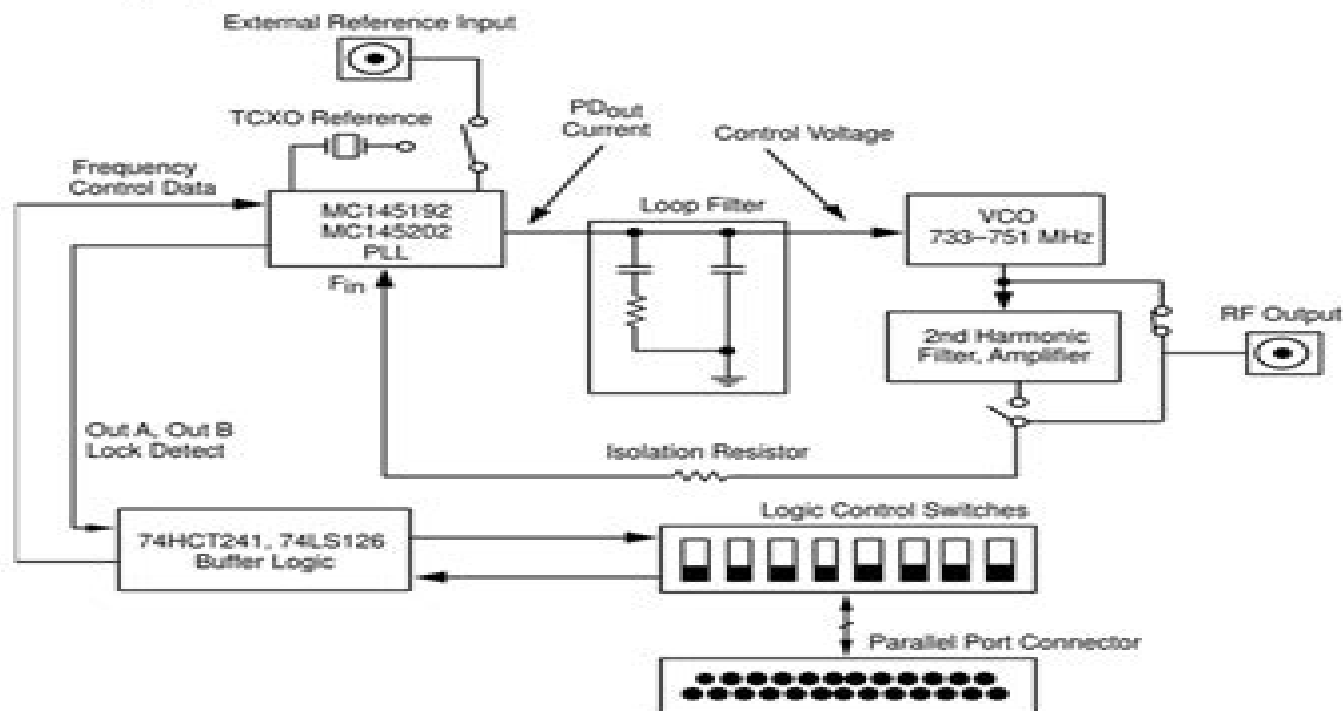 External Reference Input
TCXO Reference
PDout
Current
Control Voltage
Frequency
Control Data
MC145192
MC145202
PLL
Loop Filter
VCO
733–751 MHz
Fin
RF Output
2nd Harmonic
Filter, Amplifier
Out A, Out B
Lock Detect
Isolation Resistor
Logic Control Switches
74HCT241, 74LS126
Buffer Logic
Parallel Port Connector